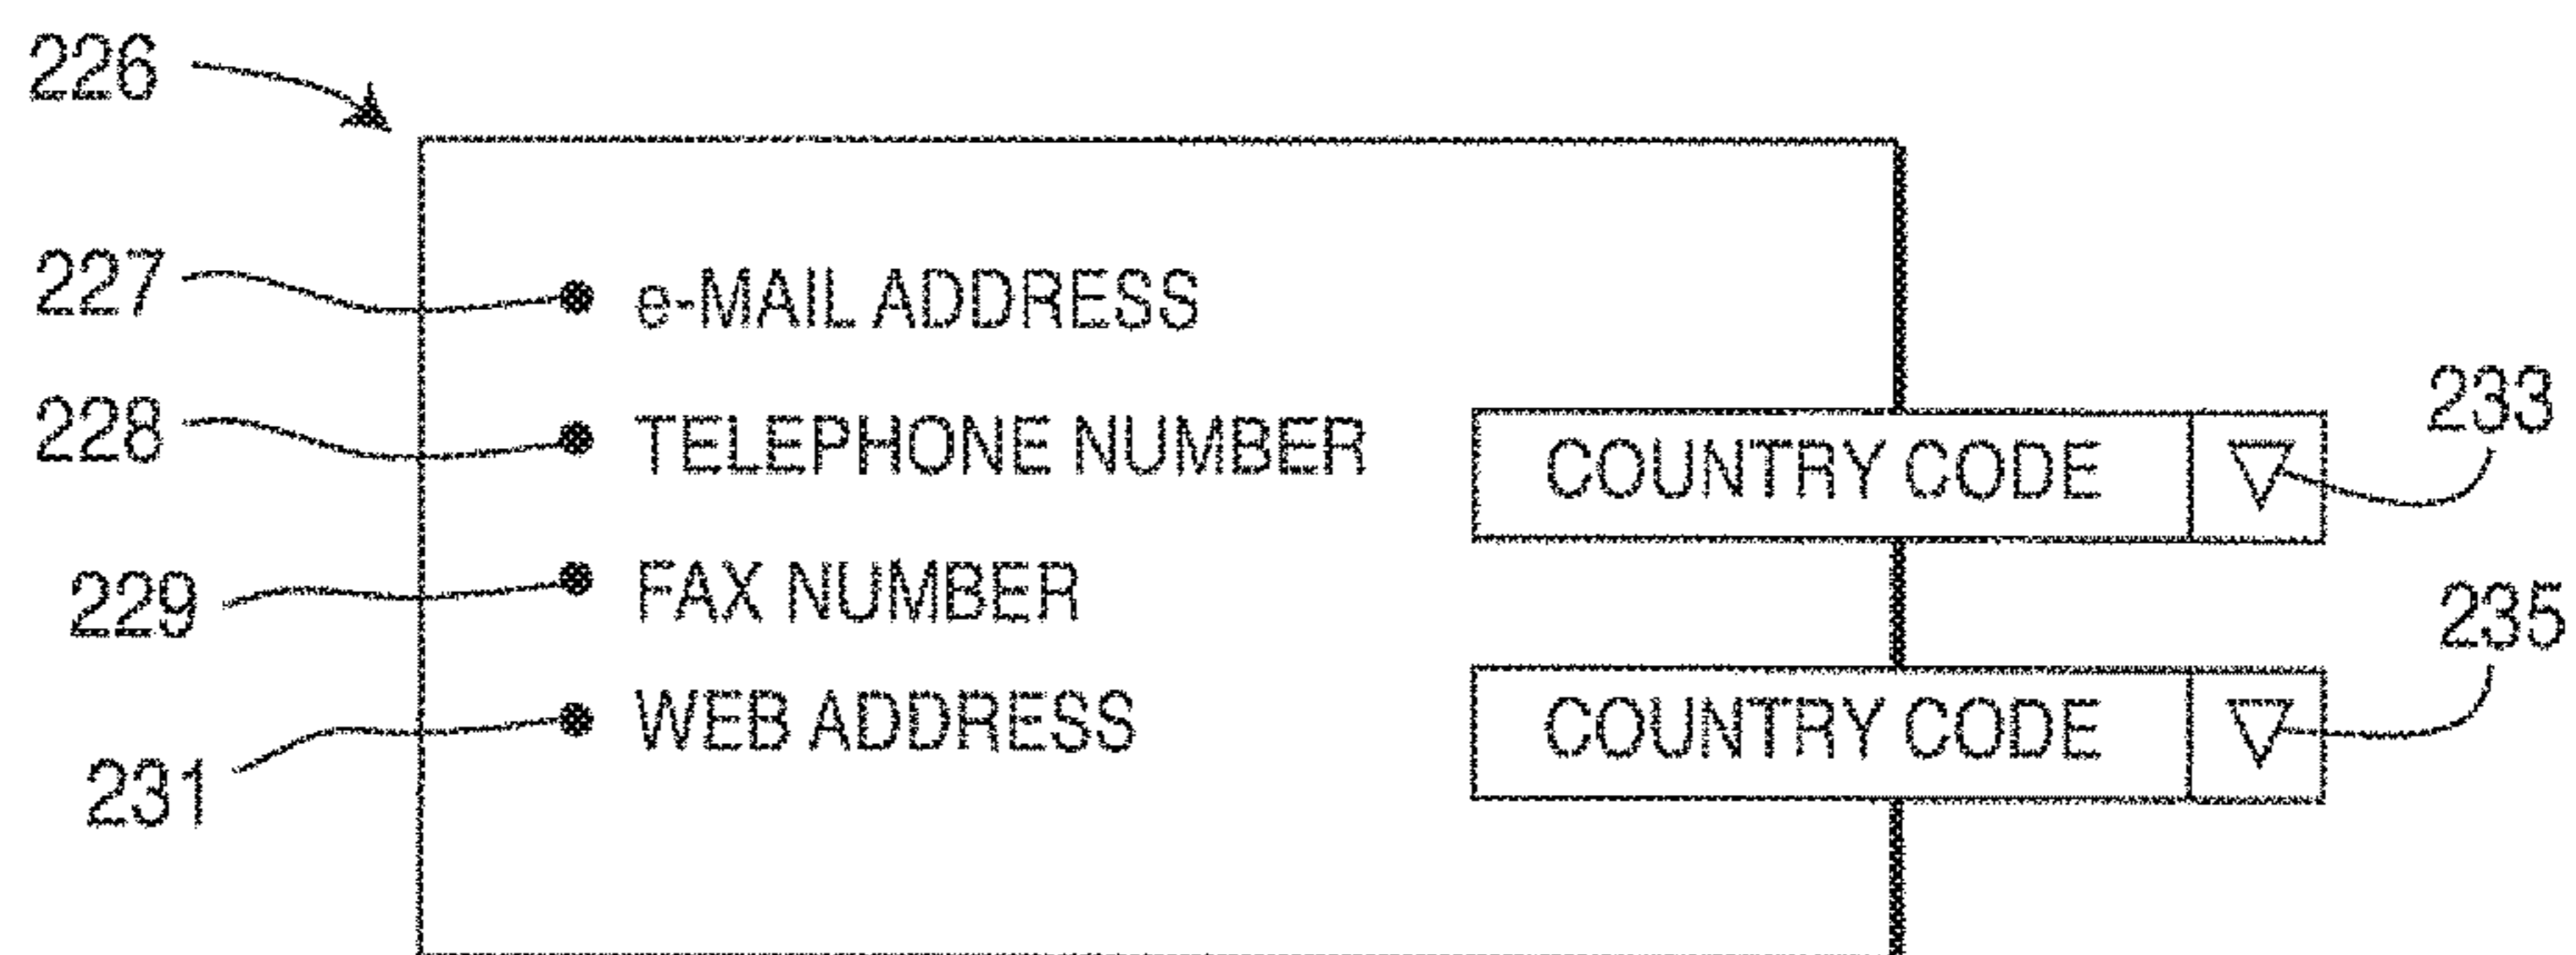 226
227 e-MAIL ADDRESS
228 TELEPHONE NUMBER COUNTRY CODE 233
229 FAX NUMBER
235
231 WEB ADDRESS COUNTRY CODE